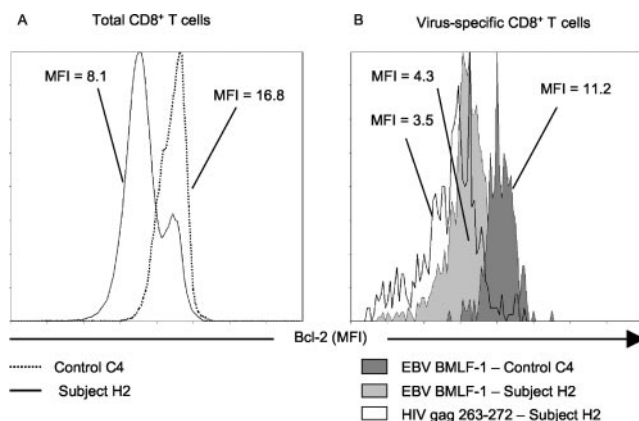 A
Total CD8⁺ T cells
MFI = 8.1
MFI = 16.8
B
Virus-specific CD8⁺ T cells
MFI = 4.3
MFI = 3.5
MFI = 11.2
Bcl-2 (MFI)
Control C4
Subject H2
EBV BMLF-1 – Control C4
EBV BMLF-1 – Subject H2
HIV gag 263-272 – Subject H2